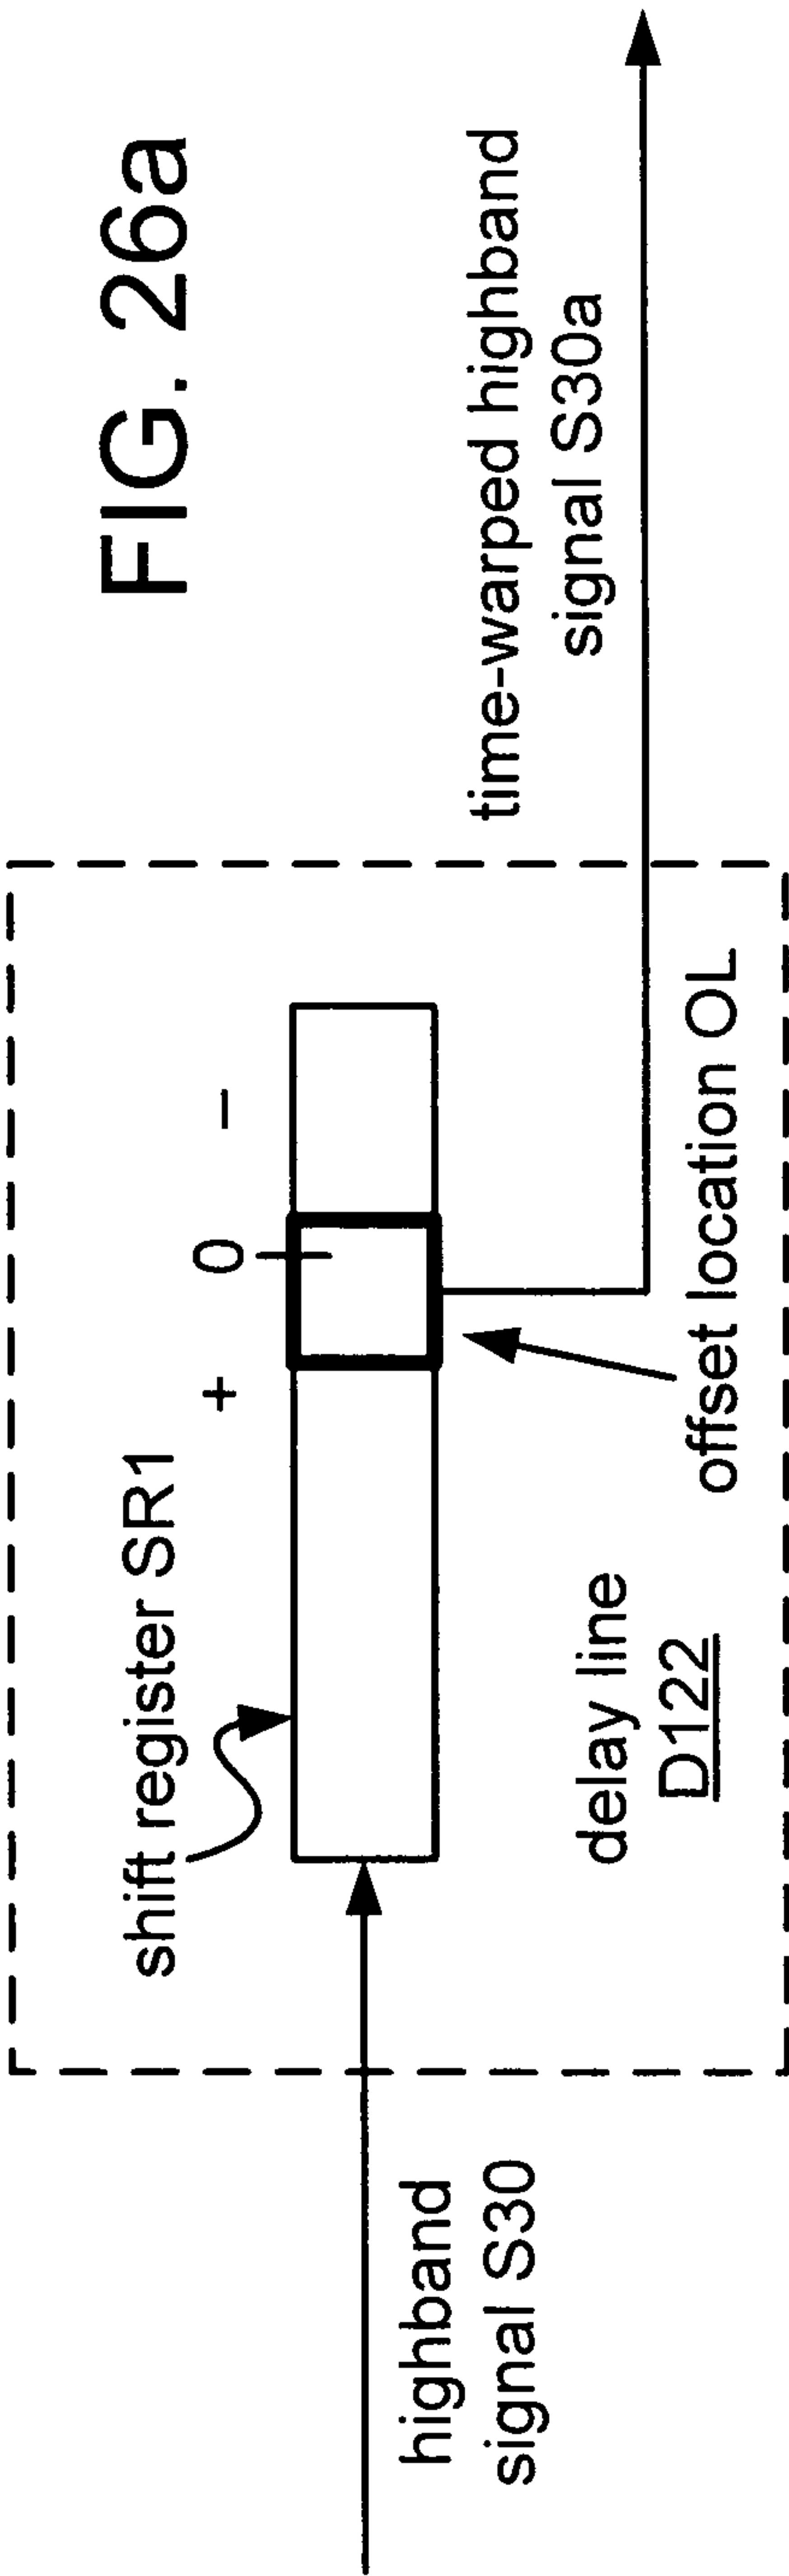 FIG. 26a
shift register SR1
+ 0 −
highband
signal S30
delay line
D122
offset location OL
time-warped highband
signal S30a